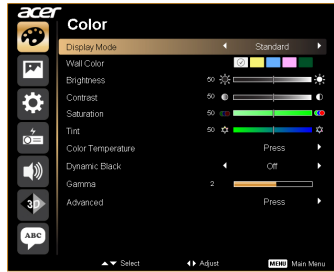 acer
Color
Display Mode Standard
Wall Color
Brightness 50
Contrast 50
Saturation 50
Tint 50
Color Temperature Press
Dynamic Black Off
Gamma 2
Advanced Press
3D
ABC
Select Adjust MENU Main Menu